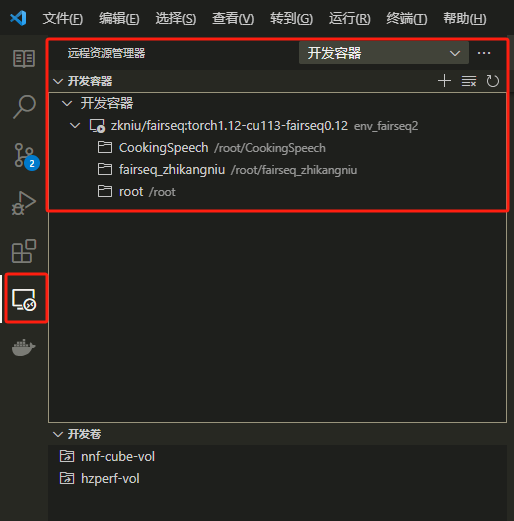 文件(F) 编辑(E) 选择(S) 查看(V) 转到(G) 运行(R) 终端(T) 帮助(H)
远程资源管理器 开发容器
开发容器
开发容器
zkniu/fairseq:torch1.12-cu113-fairseq0.12 env_fairseq2
CookingSpeech /root/CookingSpeech
fairseq_zhikangniu /root/fairseq_zhikangniu
root /root
2
开发卷
nnf-cube-vol
hzperf-vol